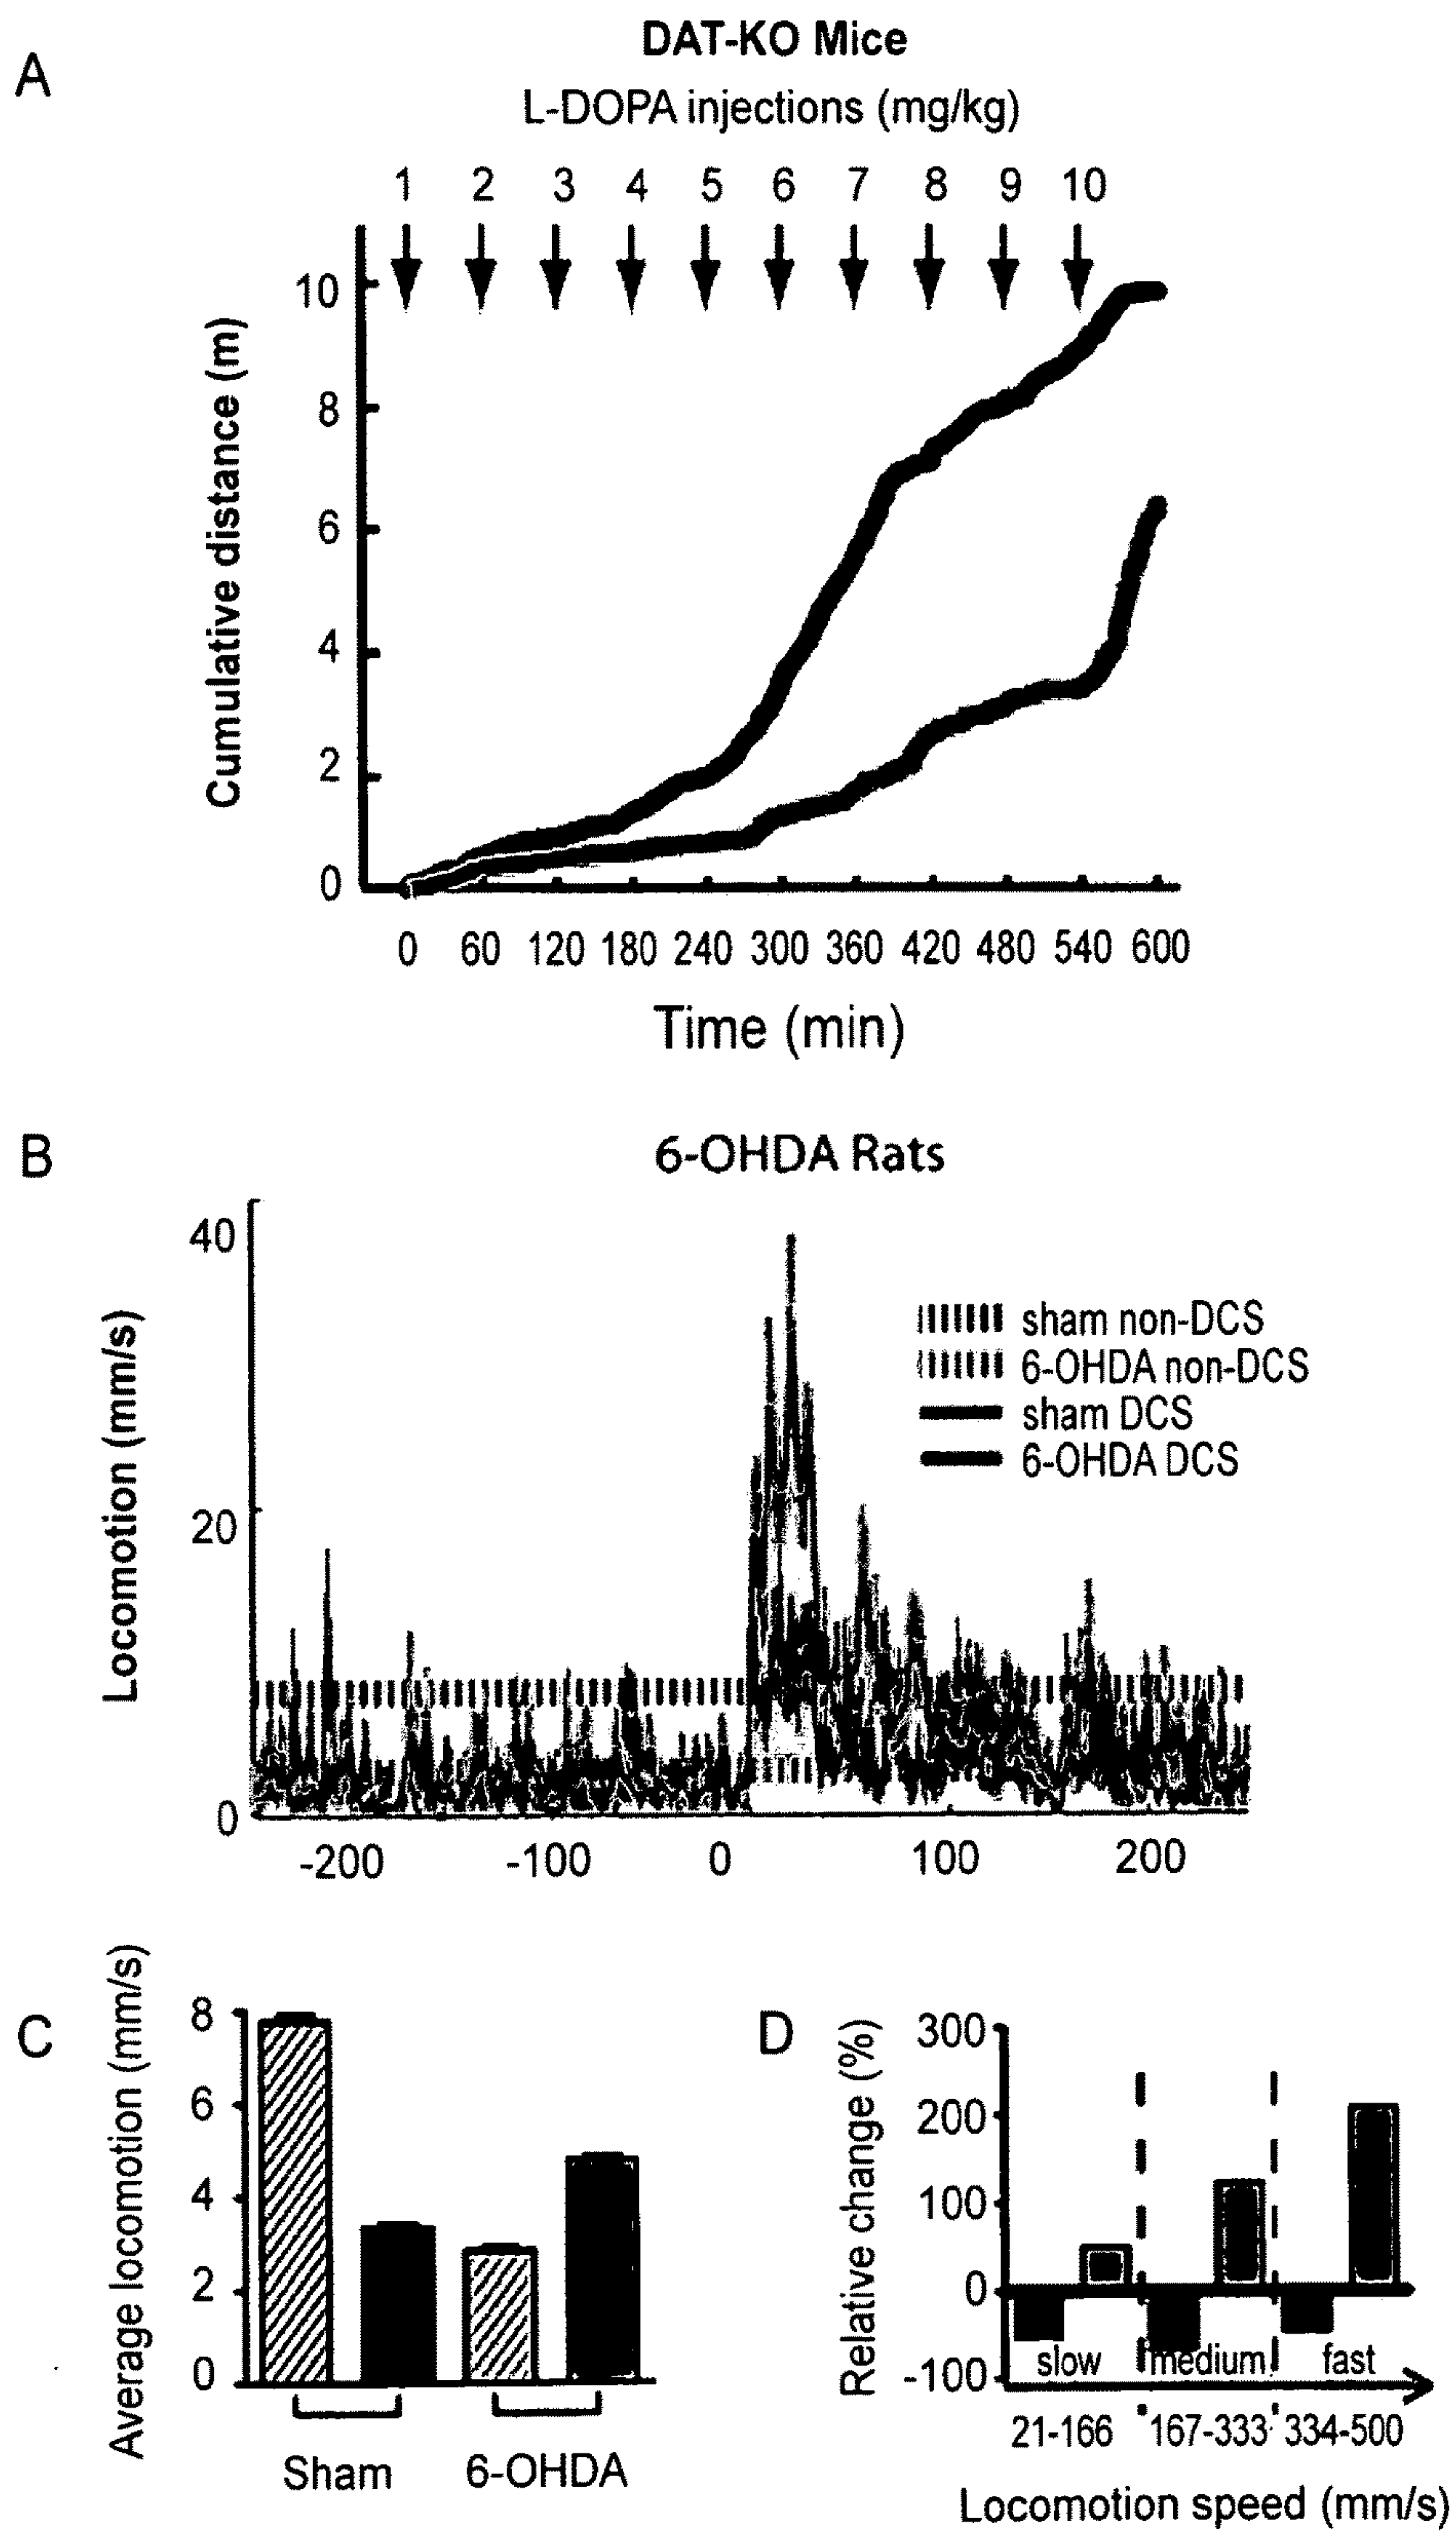 A
DAT-KO Mice
L-DOPA injections (mg/kg)
1 2 3 4 5 6 7 8 9 10
Cumulative distance (m)
10
8
6
4
2
0
0 60 120 180 240 300 360 420 480 540 600
Time (min)
B
6-OHDA Rats
Locomotion (mm/s)
40
20
0
sham non-DCS
6-OHDA non-DCS
sham DCS
6-OHDA DCS
-200 -100 0 100 200
C
Average locomotion (mm/s)
8
6
4
2
0
Sham 6-OHDA
D
Relative change (%)
300
200
100
0
-100
slow medium fast
21-166 167-333 334-500
Locomotion speed (mm/s)